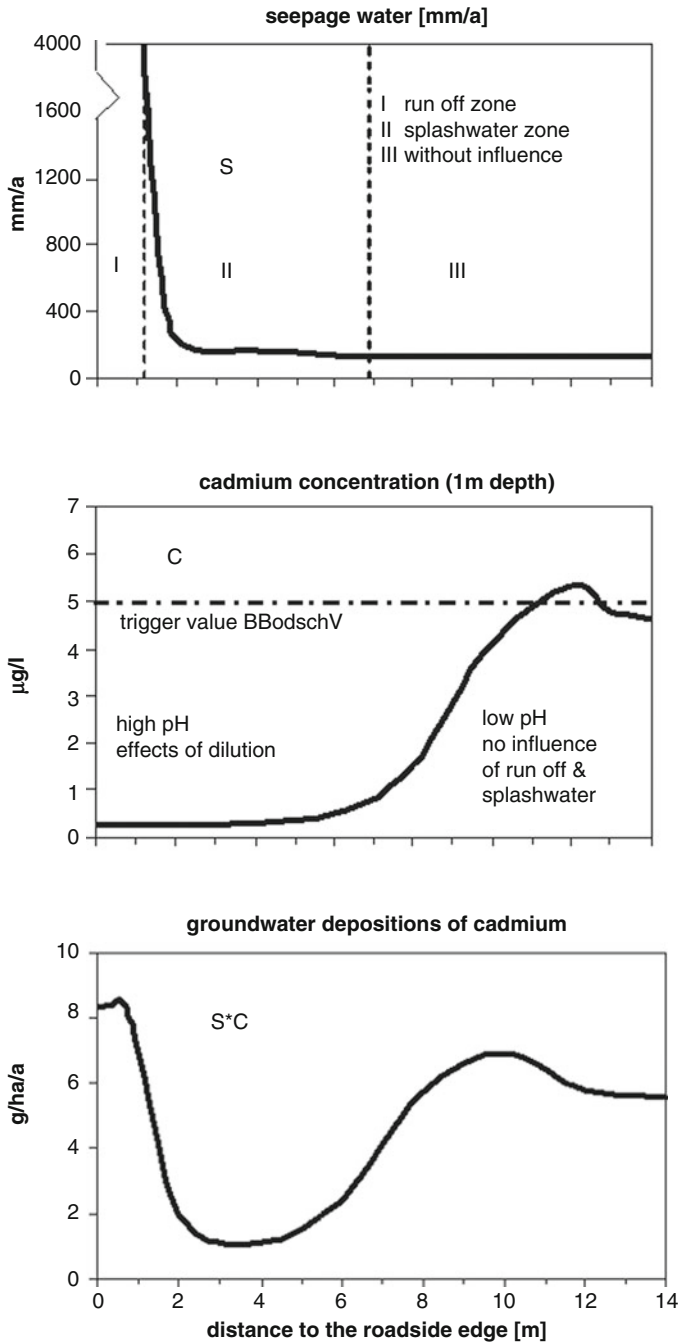 seepage water [mm/a]
4000
1600
1200
800
400
0
mm/a
I run off zone
II splashwater zone
III without influence
S
I
II
III
cadmium concentration (1m depth)
7
6
5
4
3
2
1
0
µg/l
C
trigger value BBodschV
high pH
effects of dilution
low pH
no influence
of run off &
splashwater
groundwater depositions of cadmium
10
8
6
4
2
0
g/ha/a
S*C
0 2 4 6 8 10 12 14
distance to the roadside edge [m]